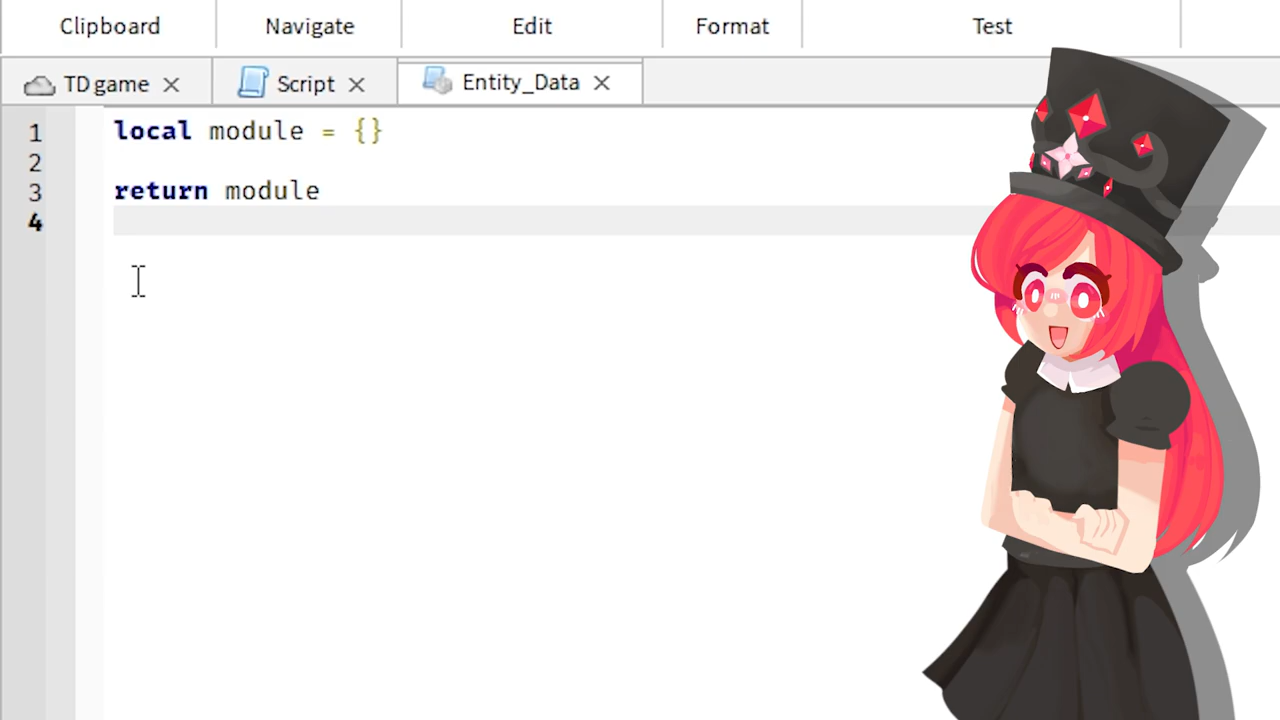 Clipboard Navigate Edit Format Test
TD game Script Entity_Data
1 local module = {}
2
3 return module
4